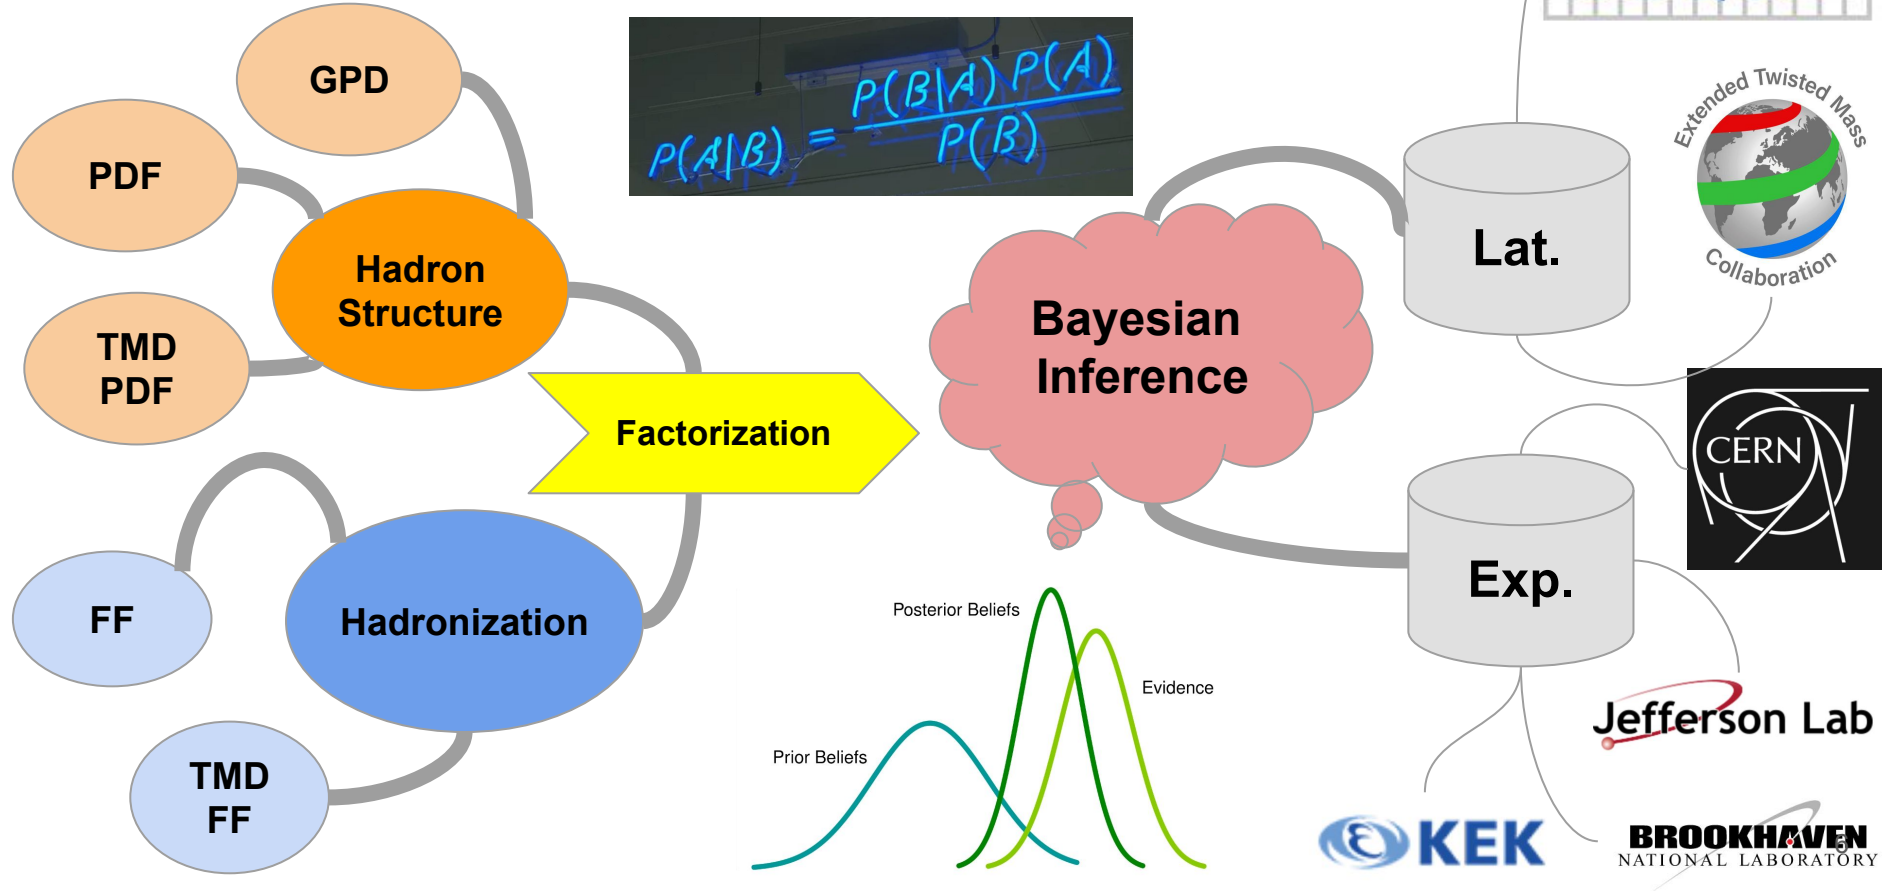 GPD
PDF
Hadron
Structure
TMD
PDF
Factorization
FF
Hadronization
TMD
FF
P(A|B) = P(B|A) P(A)
P(B)
Bayesian
Inference
Posterior Beliefs
Evidence
Prior Beliefs
Lat.
Extended Twisted Mass
Collaboration
CERN
Exp.
Jefferson Lab
KEK
BROOKHAVEN
NATIONAL LABORATORY
6